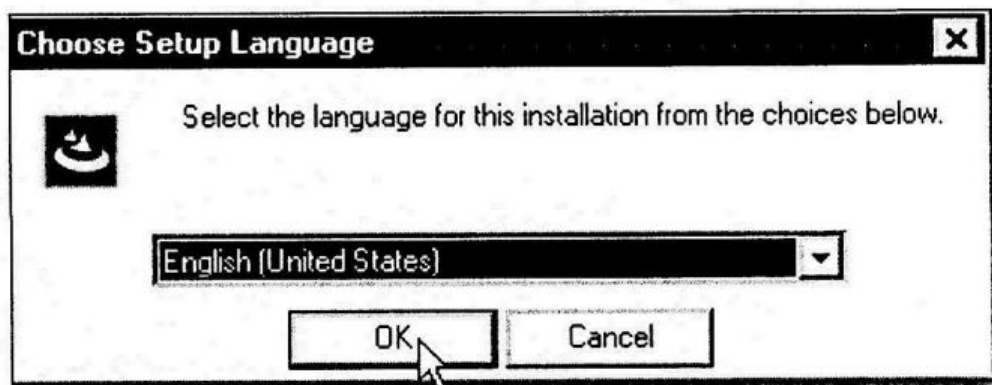 Choose Setup Language
Select the language for this installation from the choices below.
English (United States)
OK
Cancel